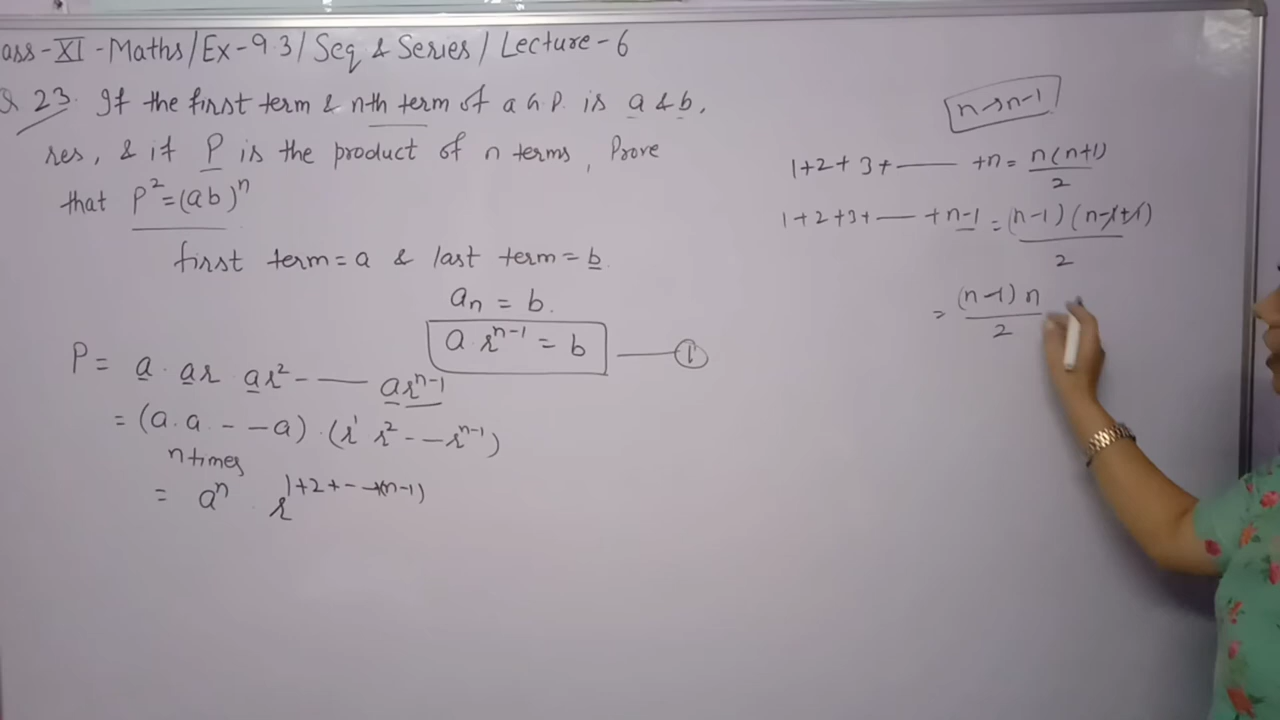 ass-XI-Maths/Ex-9.3/Seq & Series/Lecture-6
Q 23. If the first term & n-th term of a G.P. is a & b,
res, & if P is the product of n terms, Prove
that P²=(ab)ⁿ
first term = a & last term = b
aₙ = b.
a rⁿ⁻¹ = b —— ①
P = a . ar ar² - —— arⁿ⁻¹
= (a.a - - a) . (r¹ r² - - rⁿ⁻¹)
n times
= aⁿ . r^1+2+- -+(n-1)
n→n-1
1+2+3+ —— +n = n(n+1)/2
1+2+3+ —— +n-1 = (n-1)(n-1+1)/2
= (n-1)n/2